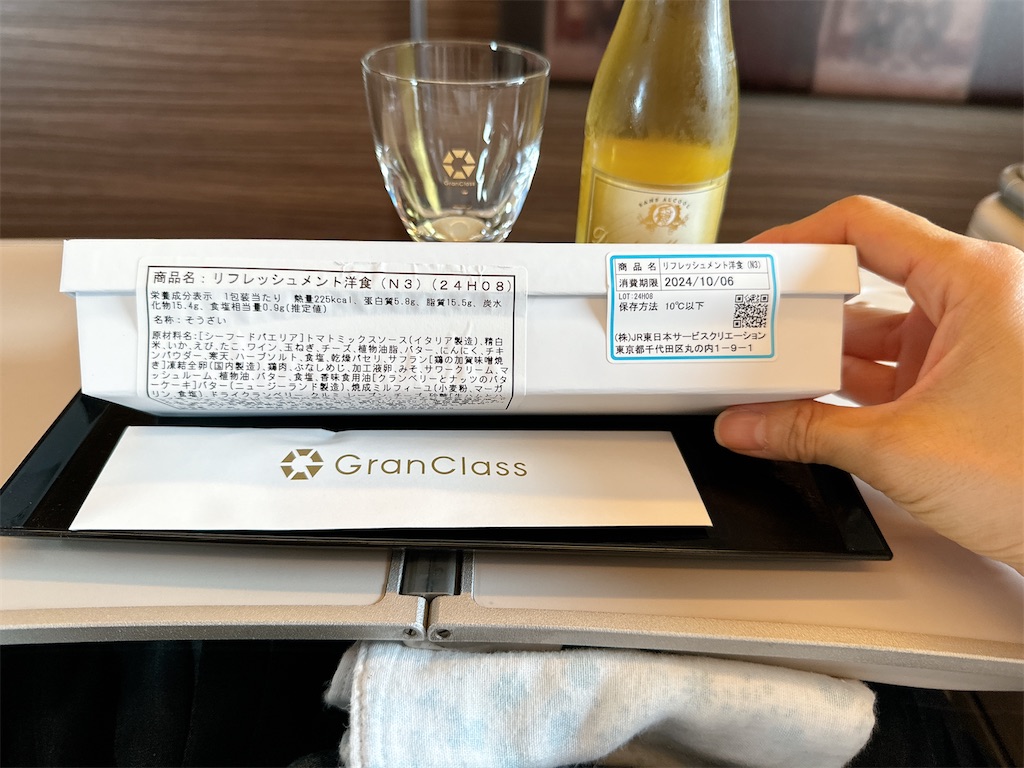 GranClass
SANS ALCOOL
商品名：リフレッシュメント洋食（Ｎ３）（２４Ｈ０８）
栄養成分表示　1包装当たり　熱量225kcal、蛋白質5.8g、脂質15.5g、炭水
化物15.4g、食塩相当量0.9g(推定値)
名称：そうざい
原材料名:[シーフードパエリア]トマトミックスソース(イタリア製造)、精白
米、いか、えび、たこ、ワイン、玉ねぎ、チーズ、植物油脂、バター、にんにく、チキ
ンパウダー、寒天、ハーブソルト、食塩、乾燥パセリ、サフラン[鶏の加賀味噌焼
き]凍結全卵(国内製造)、鶏肉、ぶなしめじ、加工液卵、みそ、サワークリーム、マ
ッシュルーム、植物油、バター、食塩、香味食用油[クランベリーとナッツのバタ
ーケーキ]バター(ニュージーランド製造)、焼成ミルフィーユ(小麦粉、マーガ
リン、食塩)、ドライクランベリー、クルミ
商品名 リフレッシュメント洋食（N3）
消費期限 2024/10/06
LOT:24H08
保存方法 10℃以下
(株)JR東日本サービスクリエーション
東京都千代田区丸の内1－9－1
GranClass